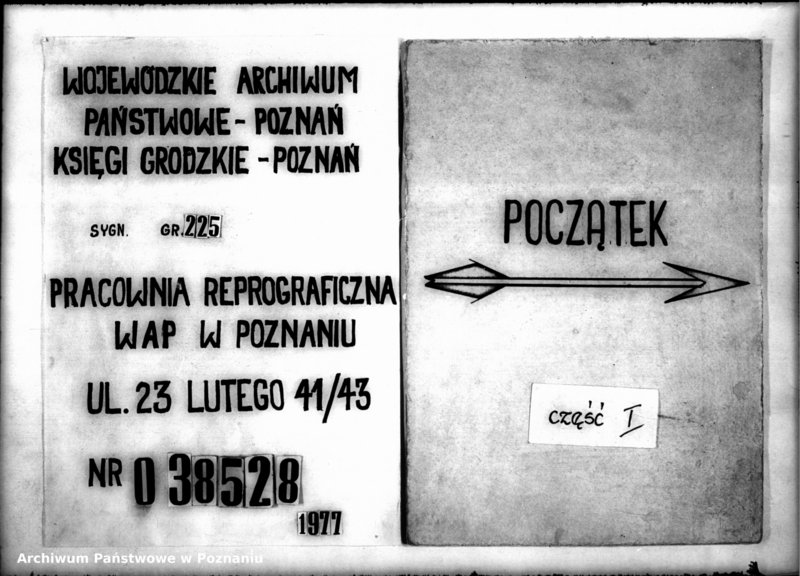 WOJEWÓDZKIE ARCHIWUM
PAŃSTWOWE - POZNAŃ
KSIĘGI GRODZKIE - POZNAŃ
SYGN. GR.225
PRACOWNIA REPROGRAFICZNA
WAP W POZNANIU
UL. 23 LUTEGO 41/43
NR 038528
1977
POCZĄTEK
część I
Archiwum Państwowe w Poznaniu